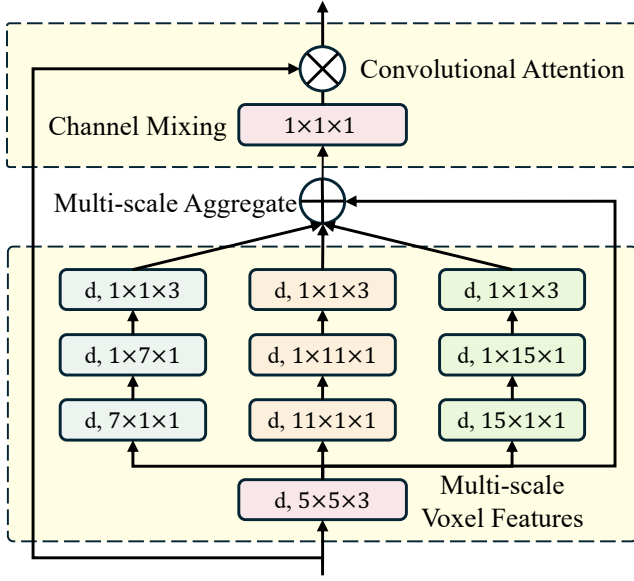 Convolutional Attention
Channel Mixing
1×1×1
Multi-scale Aggregate
d, 1×1×3
d, 1×1×3
d, 1×1×3
d, 1×7×1
d, 1×11×1
d, 1×15×1
d, 7×1×1
d, 11×1×1
d, 15×1×1
d, 5×5×3
Multi-scale
Voxel Features